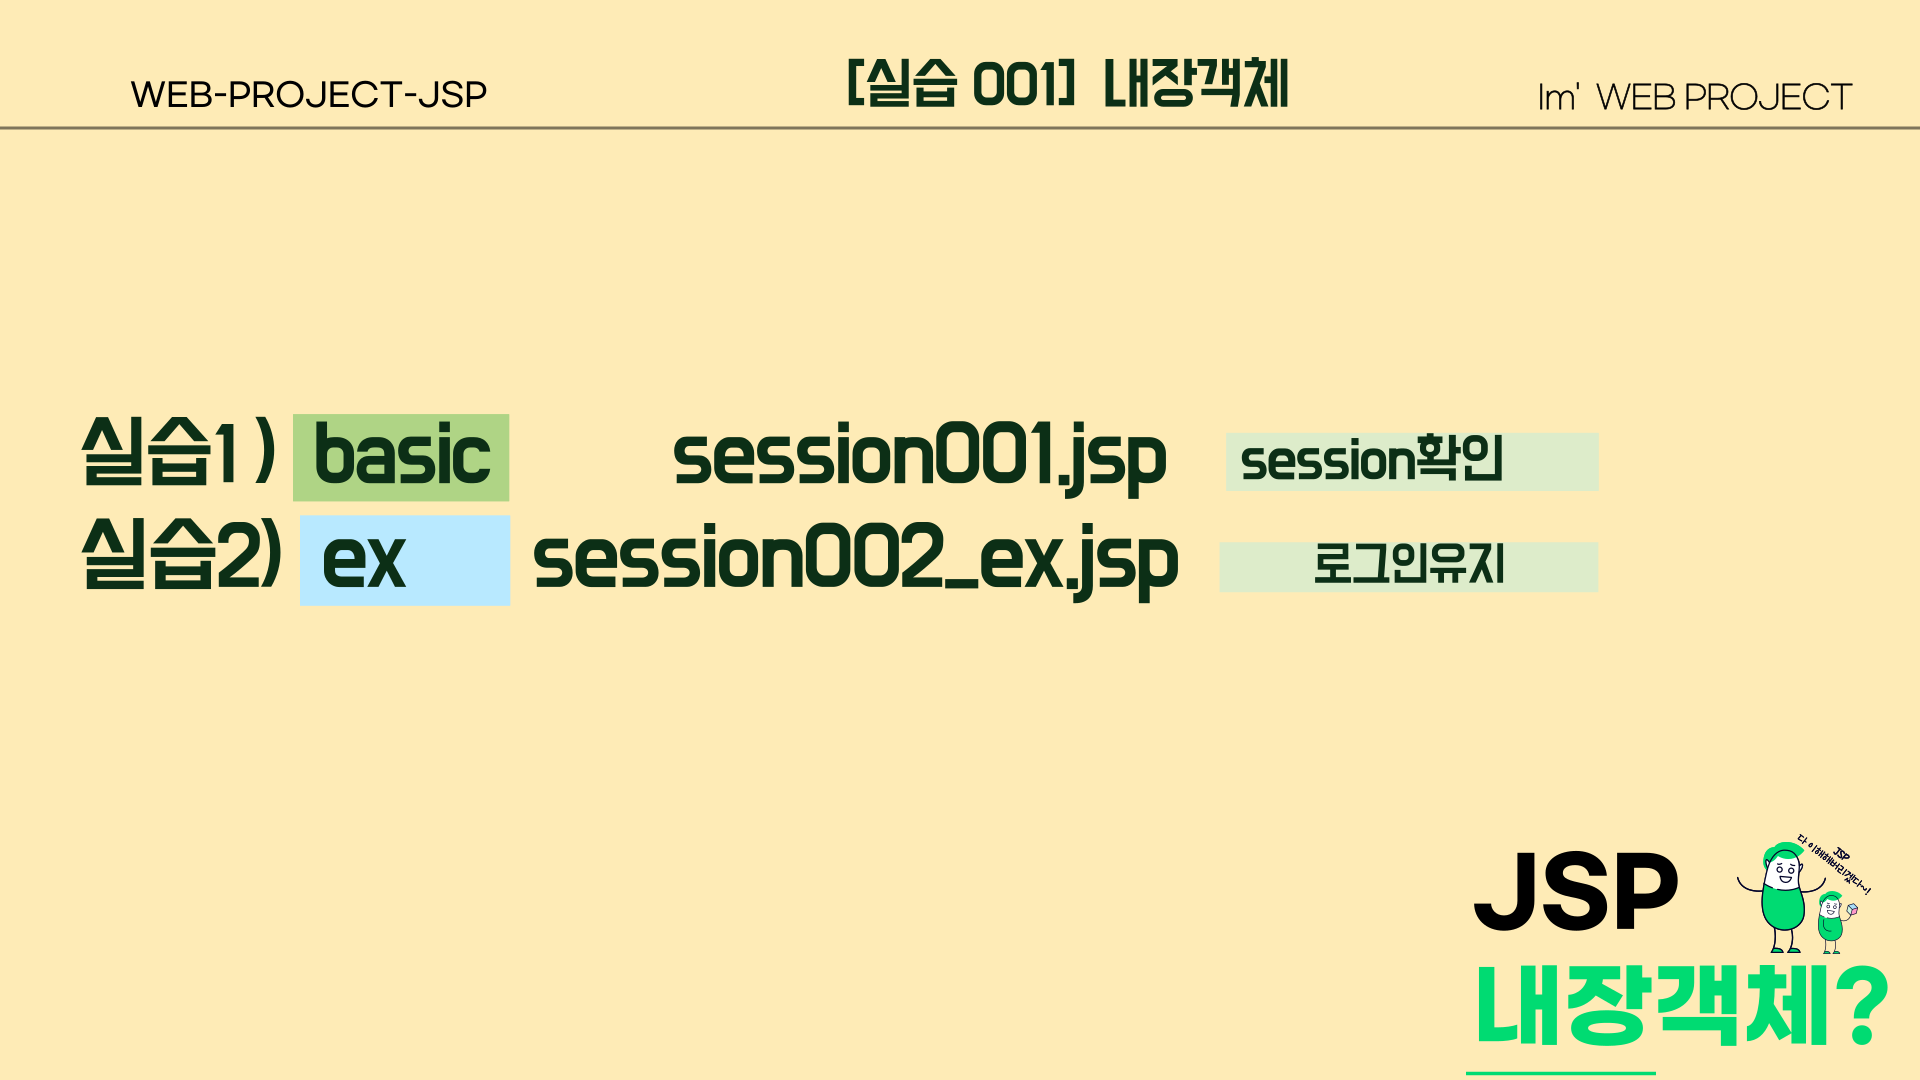 WEB-PROJECT-JSP
[실습 001] 내장객체
Im' WEB PROJECT
실습1 ) basic session001.jsp session확인
실습2) ex session002_ex.jsp 로그인유지
JSP
JSP
다 이해해버리겠다~!
내장객체?